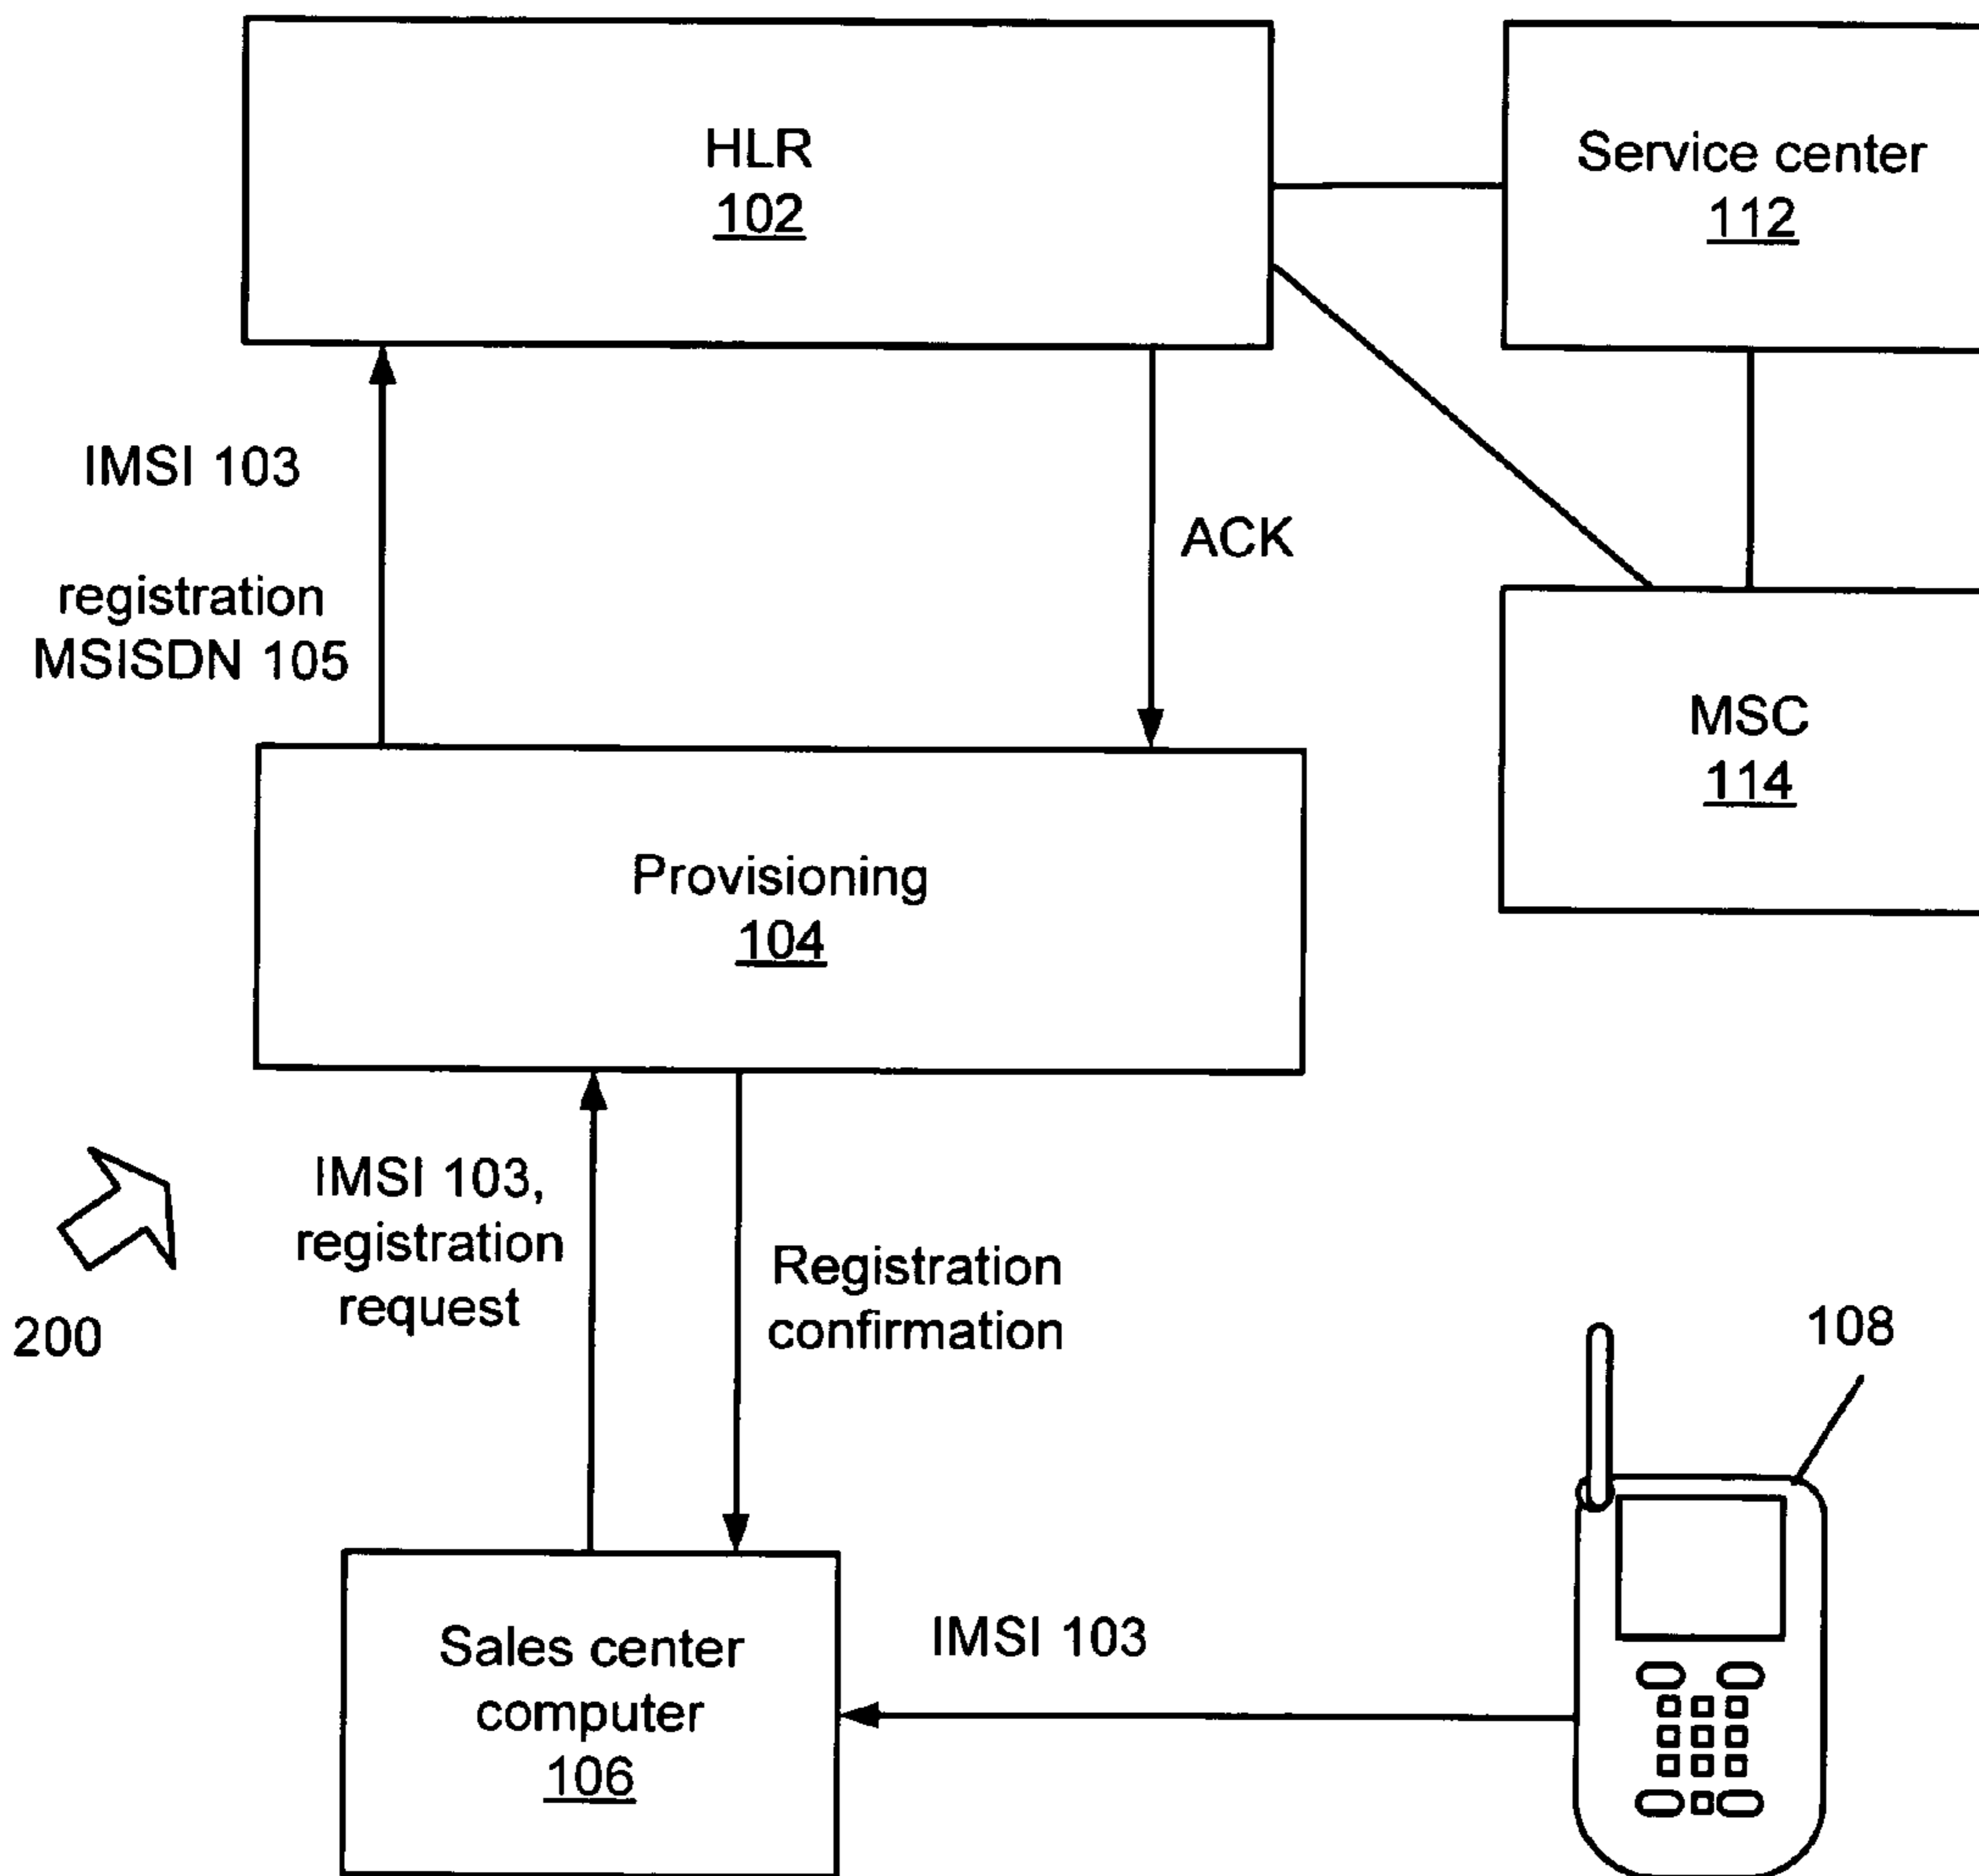 HLR
102
Service center
112
IMSI 103
registration
MSISDN 105
ACK
MSC
114
Provisioning
104
IMSI 103,
registration
request
Registration
confirmation
200
108
Sales center
computer
106
IMSI 103